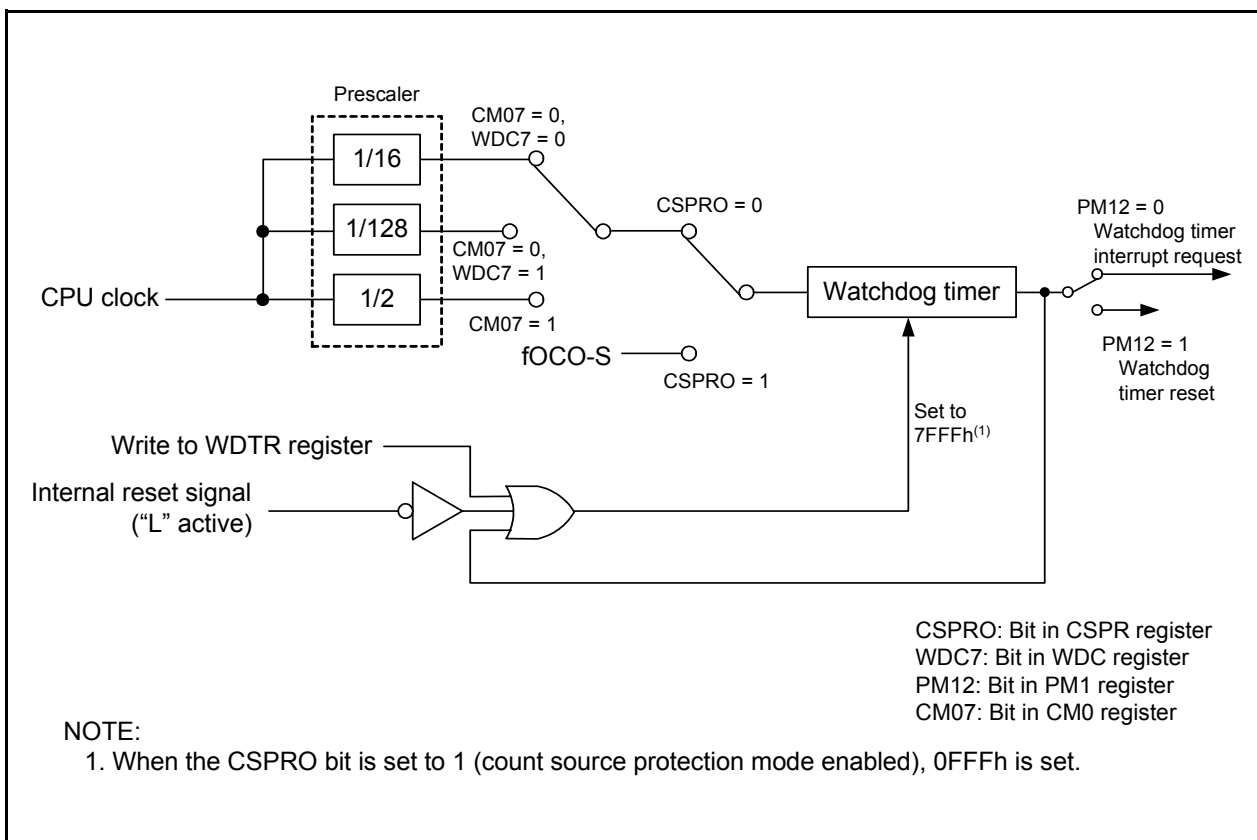 Prescaler
CM07 = 0,
WDC7 = 0
1/16
CSPRO = 0
PM12 = 0
Watchdog timer
interrupt request
1/128
CM07 = 0,
WDC7 = 1
CPU clock
1/2
Watchdog timer
CM07 = 1
fOCO-S
CSPRO = 1
PM12 = 1
Watchdog
timer reset
Set to
7FFFh(1)
Write to WDTR register
Internal reset signal
(“L” active)
CSPRO: Bit in CSPR register
WDC7: Bit in WDC register
PM12: Bit in PM1 register
CM07: Bit in CM0 register
NOTE:
1. When the CSPRO bit is set to 1 (count source protection mode enabled), 0FFFh is set.